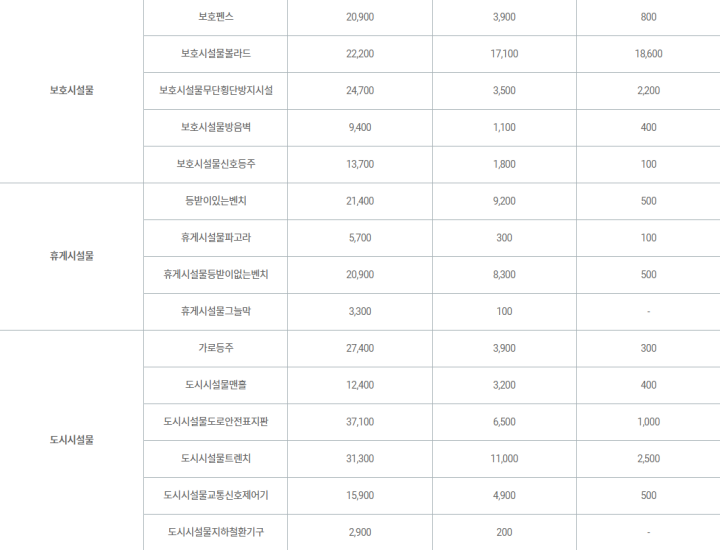 보호펜스 20,900 3,900 800
보호시설물볼라드 22,200 17,100 18,600
보호시설물 보호시설물무단횡단방지시설 24,700 3,500 2,200
보호시설물방음벽 9,400 1,100 400
보호시설물신호등주 13,700 1,800 100
등받이있는벤치 21,400 9,200 500
휴게시설물파고라 5,700 300 100
휴게시설물
휴게시설물등받이없는벤치 20,900 8,300 500
휴게시설물그늘막 3,300 100 -
가로등주 27,400 3,900 300
도시시설물맨홀 12,400 3,200 400
도시시설물도로안전표지판 37,100 6,500 1,000
도시시설물
도시시설물트렌치 31,300 11,000 2,500
도시시설물교통신호제어기 15,900 4,900 500
도시시설물지하철환기구 2,900 200 -